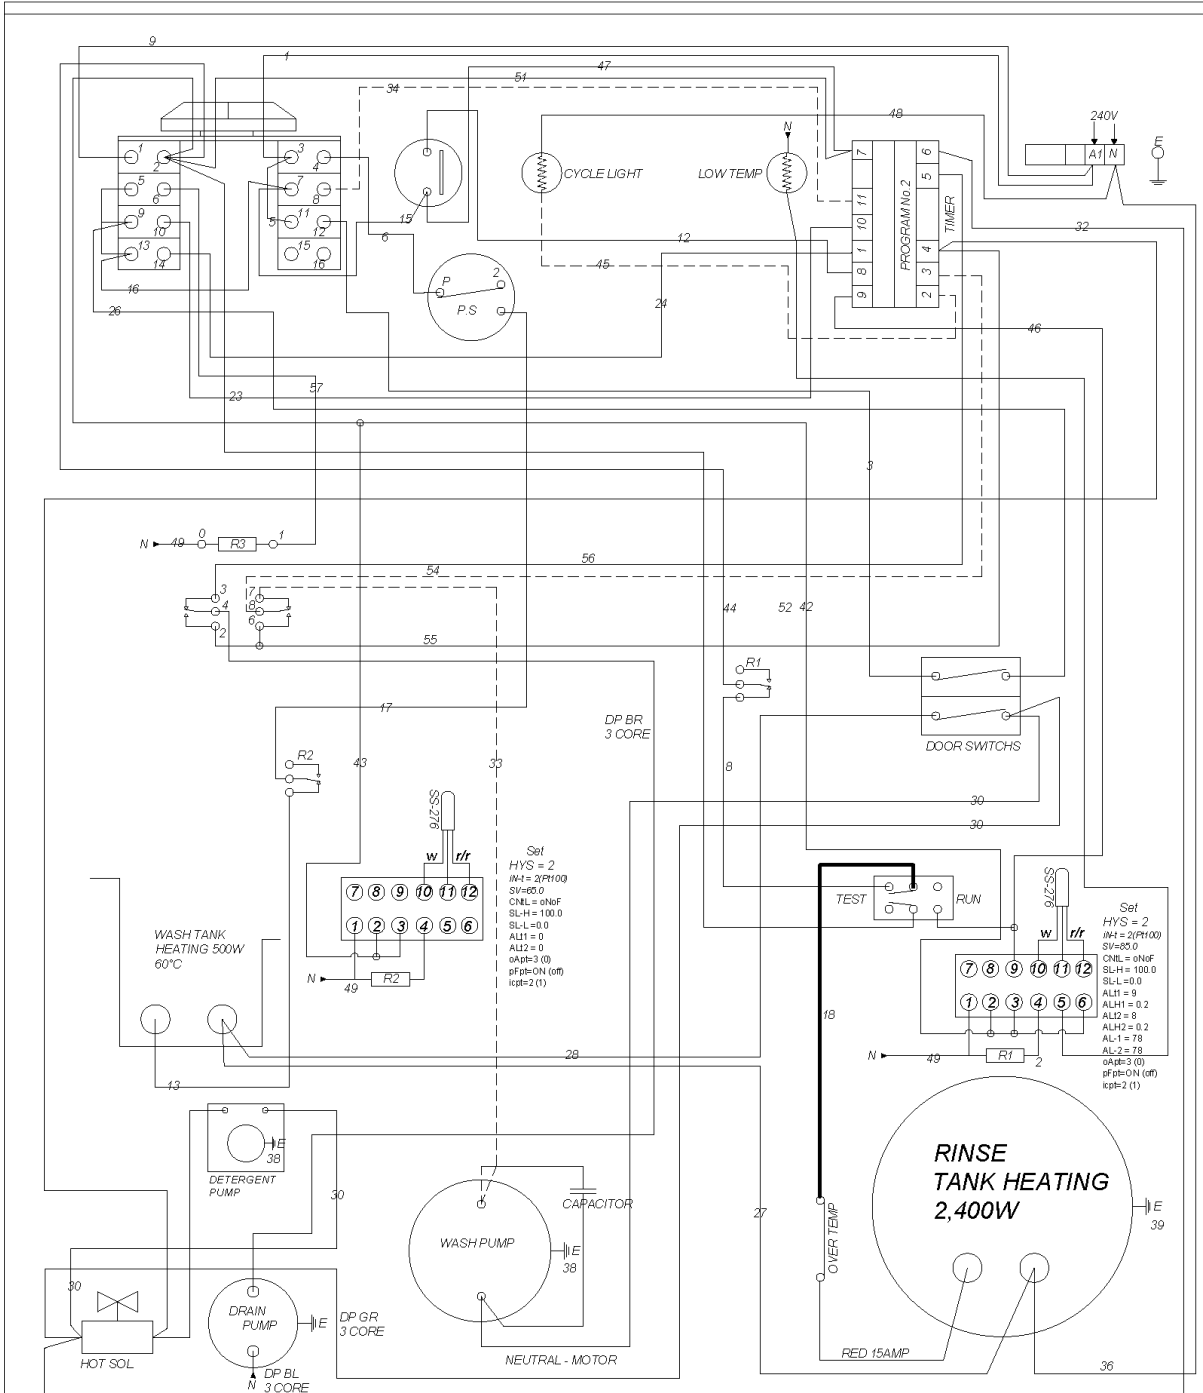 9
1
47
51
34
48
240V
N
E
A1 N
7 6
5
11
10
1 4
8 3
9 2
PROGRAM No.2
TIMER
1 2
3 4
5 6
7 8
9 10
11 12
13 14
15 16
5
CYCLE LIGHT
LOW TEMP
15
6
12
32
45
P 2
P.S
16
26
24
46
57
23
3
N 49 0 R3 1
56
54
3
4
2
7
8
6
55
44
52 42
R1
17
DP BR
3 CORE
DOOR SWITCHS
R2
43
33
8
30
30
SS-276
w r/r
7 8 9 10 11 12
1 2 3 4 5 6
N 49 R2
Set
HYS = 2
IN-t = 2(Pt100)
SV=65.0
CNtL = oNoF
SL-H = 100.0
SL-L =0.0
ALt1 = 0
ALt2 = 0
oApt=3 (0)
pFpt=ON (off)
icpt=2 (1)
TEST RUN
SS-276
w r/r
7 8 9 10 11 12
1 2 3 4 5 6
N 49 R1 2
Set
HYS = 2
IN-t = 2(Pt100)
SV=85.0
CNtL = oNoF
SL-H = 100.0
SL-L =0.0
ALt1 = 9
ALH1 = 0.2
ALt2 = 8
ALH2 = 0.2
AL-1 = 78
AL-2 = 78
oApt=3 (0)
pFpt=ON (off)
icpt=2 (1)
WASH TANK
HEATING 500W
60°C
18
28
13
E
38
DETERGENT
PUMP
30
CAPACITOR
WASH PUMP
E
38
27
OVER TEMP
RINSE
TANK HEATING
2,400W
E
39
30
HOT SOL
DRAIN
PUMP
E
DP GR
3 CORE
N
DP BL
3 CORE
NEUTRAL - MOTOR
RED 15AMP
36